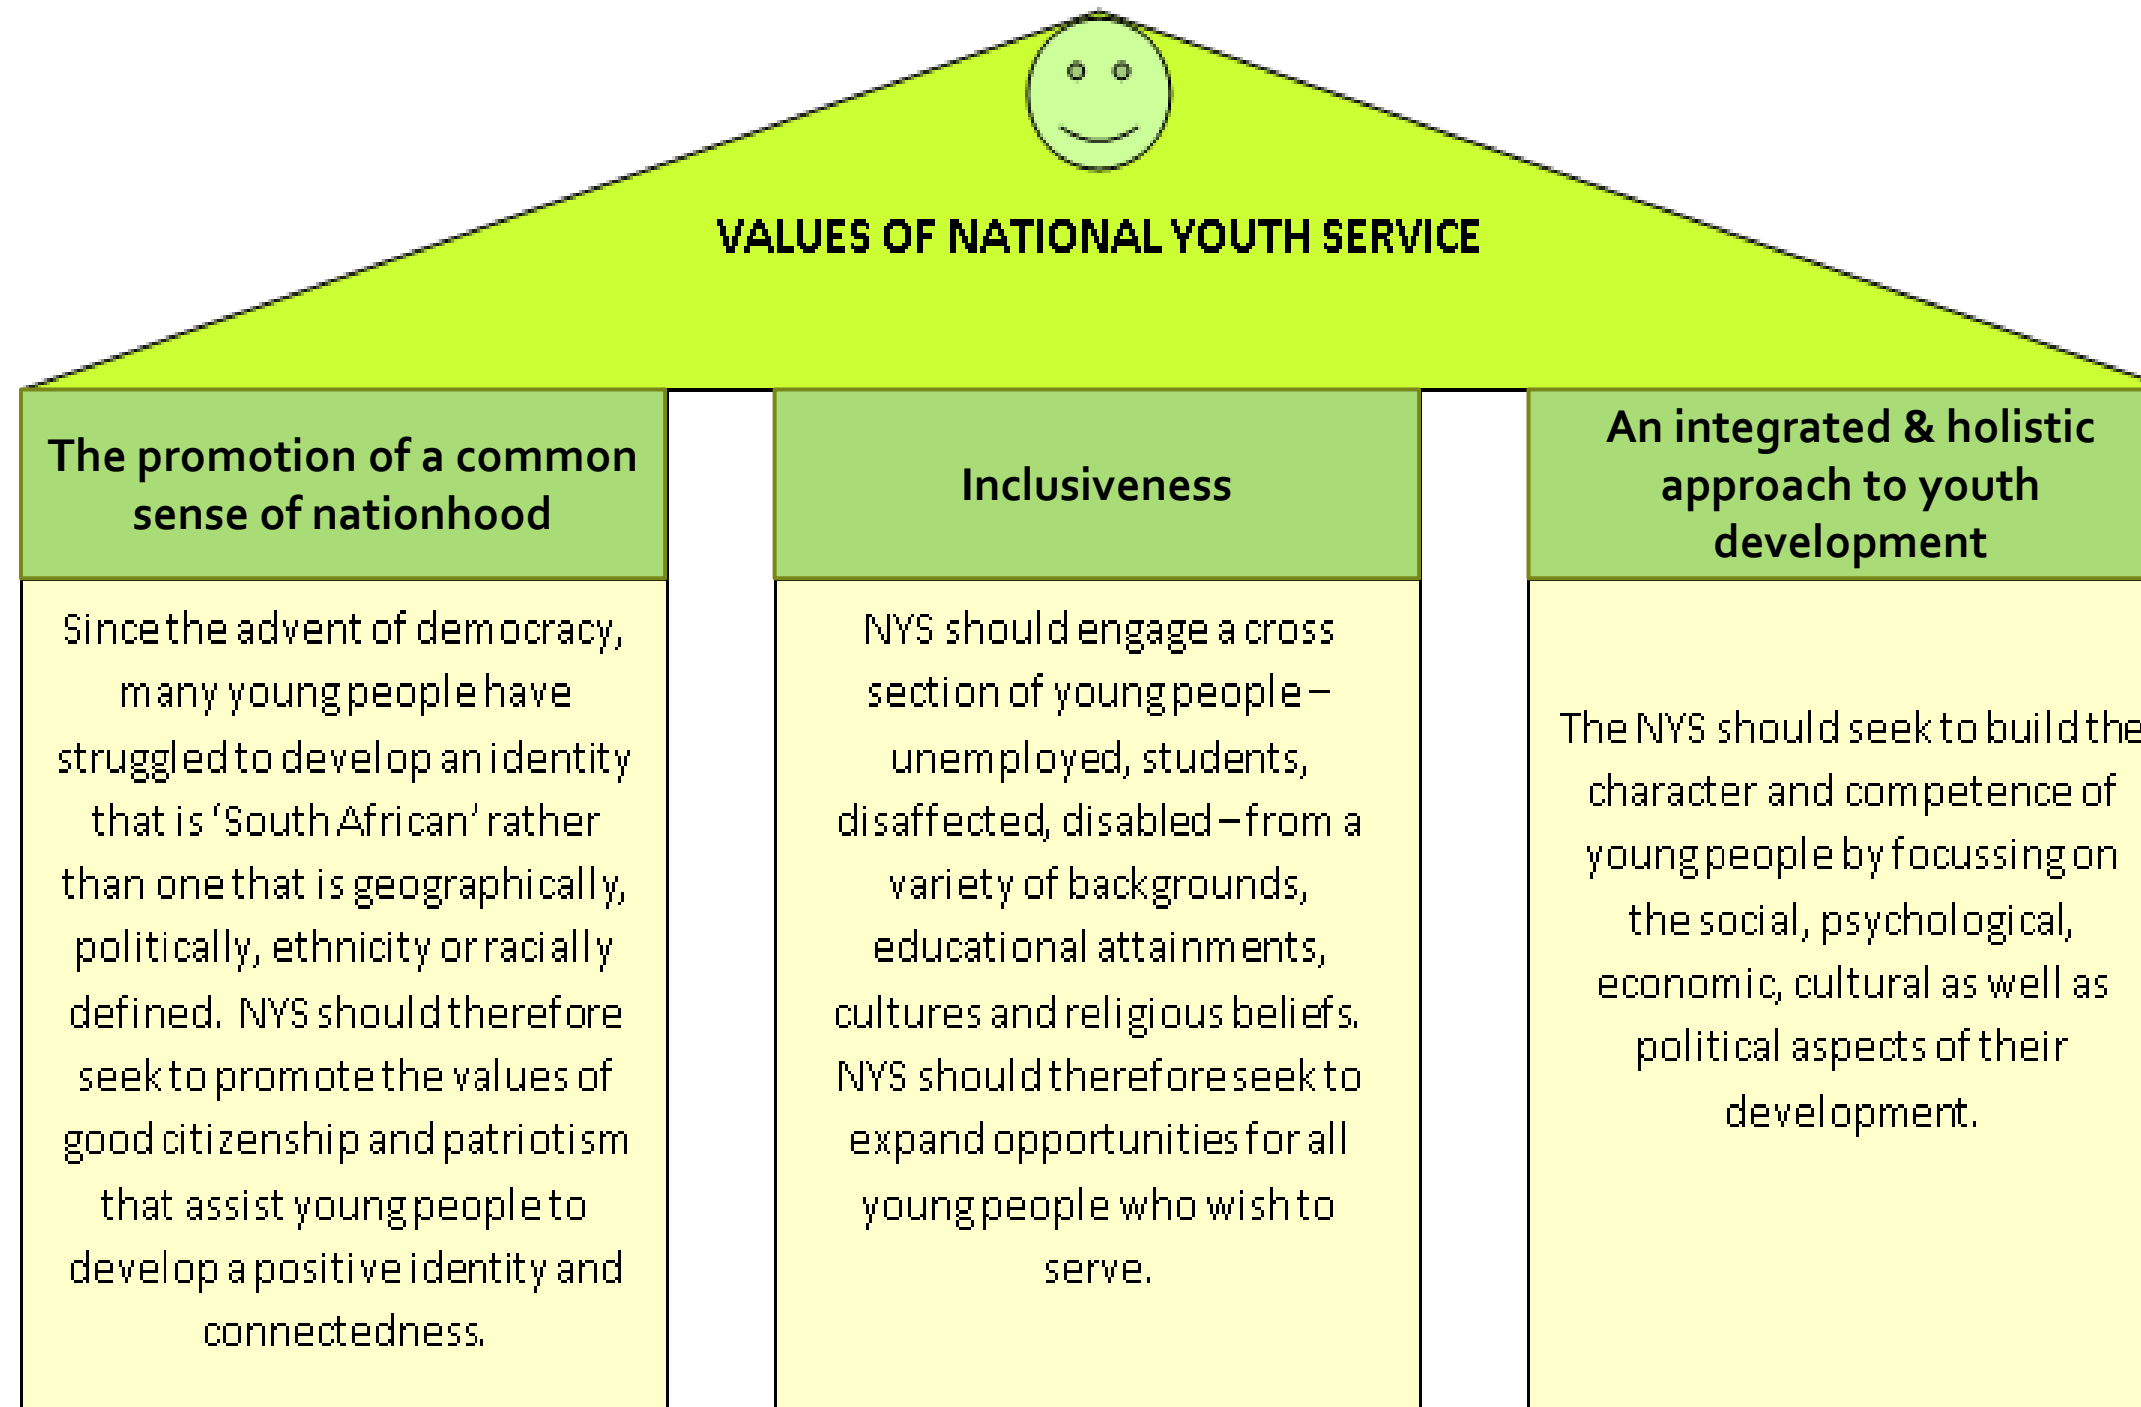 VALUES OF NATIONAL YOUTH SERVICE
The promotion of a common
sense of nationhood
Since the advent of democracy,
many young people have
struggled to develop an identity
that is ‘South African’ rather
than one that is geographically,
politically, ethnicity or racially
defined. NYS should therefore
seek to promote the values of
good citizenship and patriotism
that assist young people to
develop a positive identity and
connectedness.
Inclusiveness
NYS should engage a cross
section of young people –
unemployed, students,
disaffected, disabled – from a
variety of backgrounds,
educational attainments,
cultures and religious beliefs.
NYS should therefore seek to
expand opportunities for all
young people who wish to
serve.
An integrated & holistic
approach to youth
development
The NYS should seek to build the
character and competence of
young people by focussing on
the social, psychological,
economic, cultural as well as
political aspects of their
development.